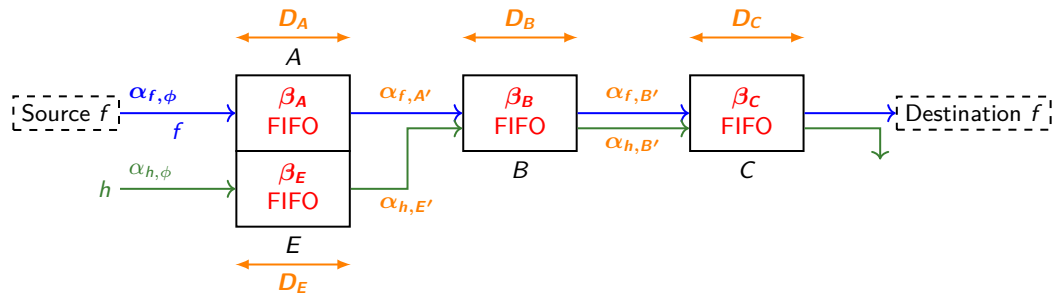 D_A
D_B
D_C
A
α_{f,ϕ}
β_A
α_{f,A′}
β_B
α_{f,B′}
β_C
Source f
f
FIFO
FIFO
FIFO
Destination f
α_{h,B′}
h
α_{h,ϕ}
β_E
B
C
FIFO
α_{h,E′}
E
D_E